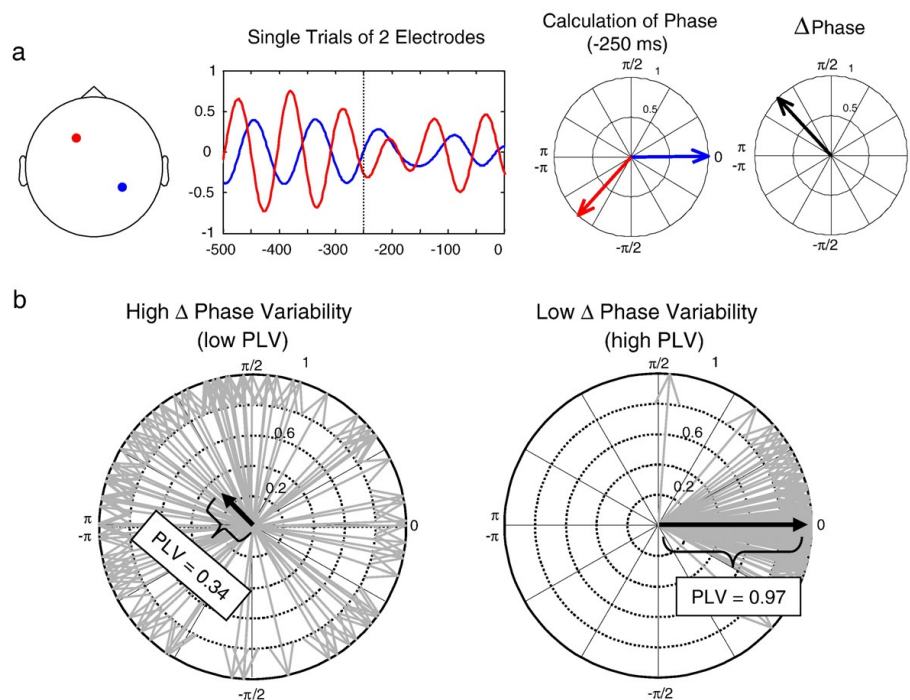 a
Single Trials of 2 Electrodes
1
0.5
0
-0.5
-1
-500
-400
-300
-200
-100
0
Calculation of Phase
(-250 ms)
π/2
1
0.5
π
-π
0
-π/2
Δ Phase
π/2
1
0.5
π
-π
0
-π/2
b
High Δ Phase Variability
(low PLV)
π/2
1
0.6
0.2
π
-π
0
PLV = 0.34
-π/2
Low Δ Phase Variability
(high PLV)
π/2
1
0.6
0.2
π
-π
0
PLV = 0.97
-π/2